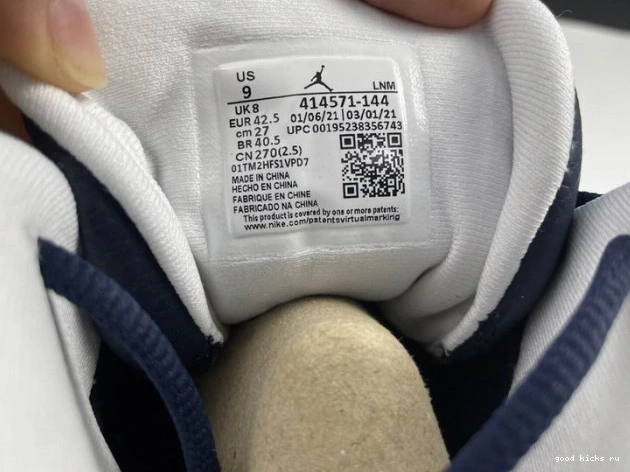 US
9
LNM
UK 8
414571-144
EUR 42.5
01/06/21 | 03/01/21
cm 27
UPC 00195238356743
BR 40.5
CN 270(2.5)
01TM2HFS1VPD7
MADE IN CHINA
HECHO EN CHINA
FABRIQUE EN CHINE
FABRICADO NA CHINA
This product is covered by one or more patents:
www.nike.com/patentsvirtualmarking
good kicks ru